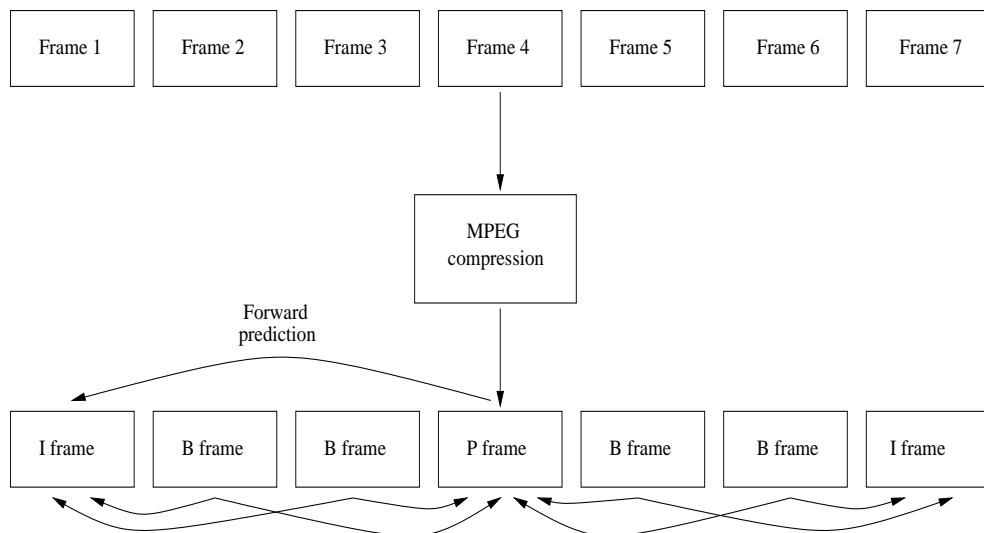 Frame 1
Frame 2
Frame 3
Frame 4
Frame 5
Frame 6
Frame 7
MPEG
compression
Forward
prediction
I frame
B frame
B frame
P frame
B frame
B frame
I frame